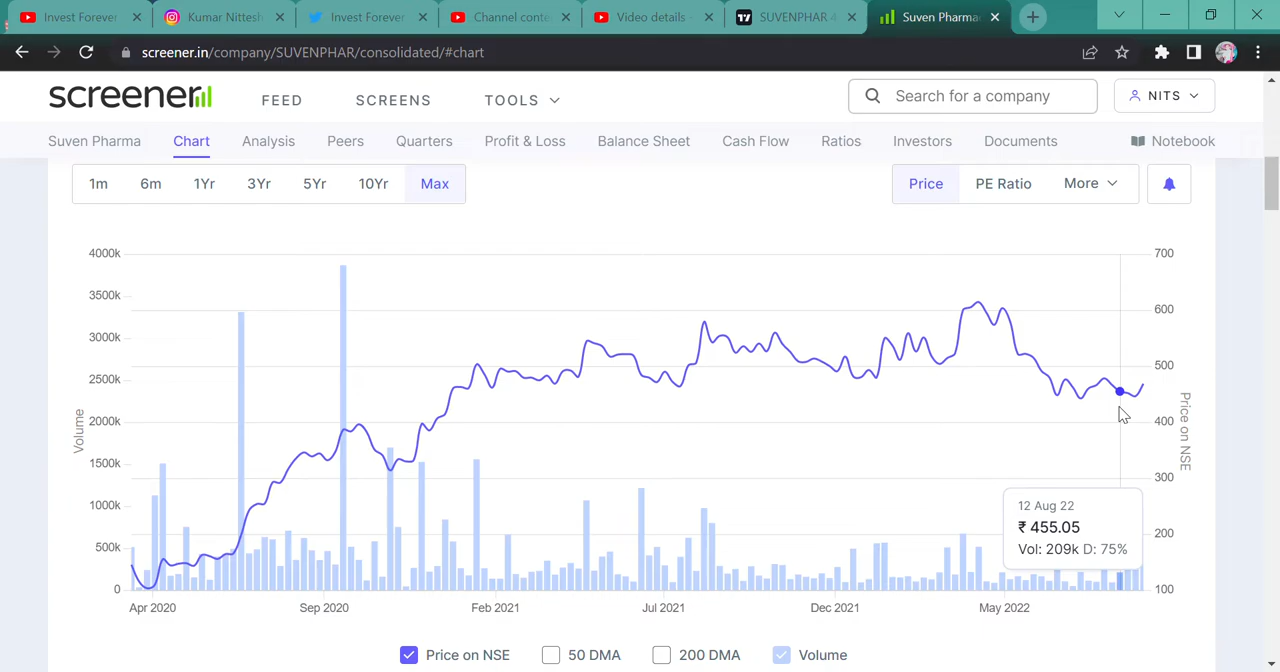 Invest Forever
Kumar Nittesh
Invest Forever
Channel conte
Video details -
SUVENPHAR 4
Suven Pharma
screener.in/company/SUVENPHAR/consolidated/#chart
screener
FEED
SCREENS
TOOLS
Search for a company
NITS
Suven Pharma
Chart
Analysis
Peers
Quarters
Profit & Loss
Balance Sheet
Cash Flow
Ratios
Investors
Documents
Notebook
1m
6m
1Yr
3Yr
5Yr
10Yr
Max
Price
PE Ratio
More
4000k
3500k
3000k
2500k
2000k
1500k
1000k
500k
0
Volume
700
600
500
400
300
200
100
Price on NSE
12 Aug 22
₹ 455.05
Vol: 209k D: 75%
Apr 2020
Sep 2020
Feb 2021
Jul 2021
Dec 2021
May 2022
Price on NSE
50 DMA
200 DMA
Volume